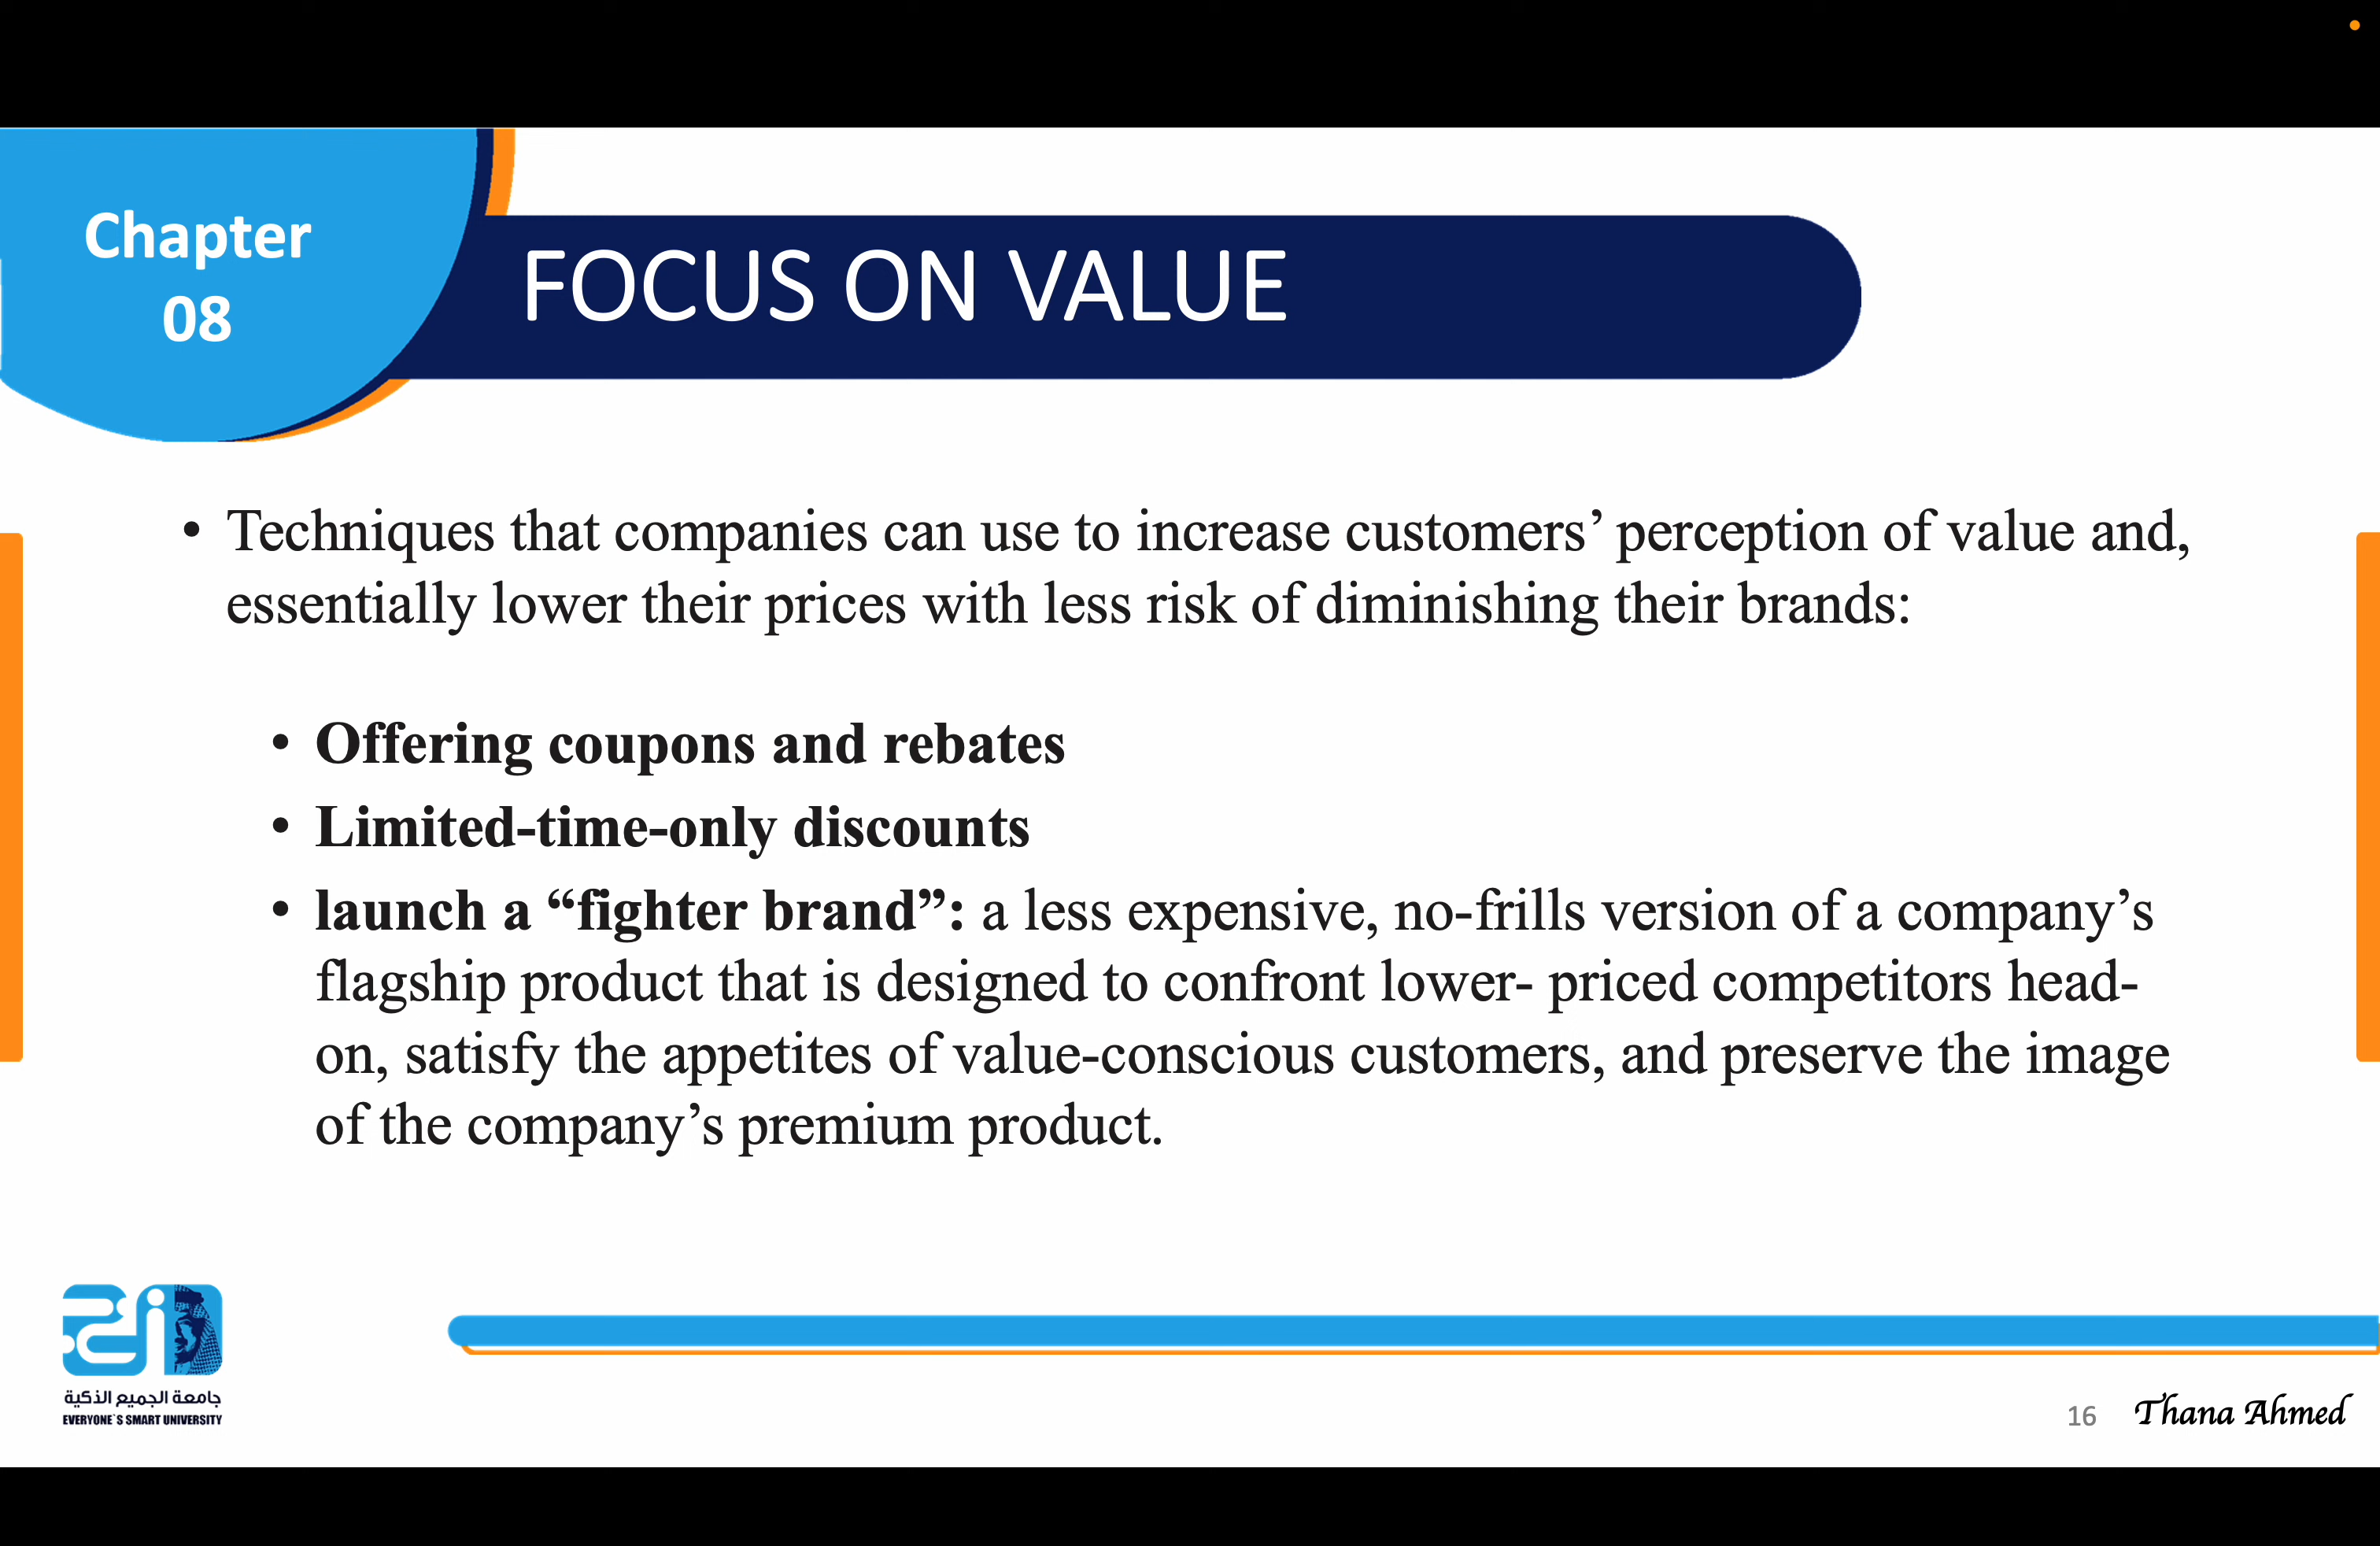 Chapter
08
FOCUS ON VALUE
• Techniques that companies can use to increase customers’ perception of value and,
essentially lower their prices with less risk of diminishing their brands:
• Offering coupons and rebates
• Limited-time-only discounts
• launch a “fighter brand”: a less expensive, no-frills version of a company’s
flagship product that is designed to confront lower- priced competitors head-
on, satisfy the appetites of value-conscious customers, and preserve the image
of the company’s premium product.
جامعة الجميع الذكية
EVERYONE`S SMART UNIVERSITY
16 Thana Ahmed